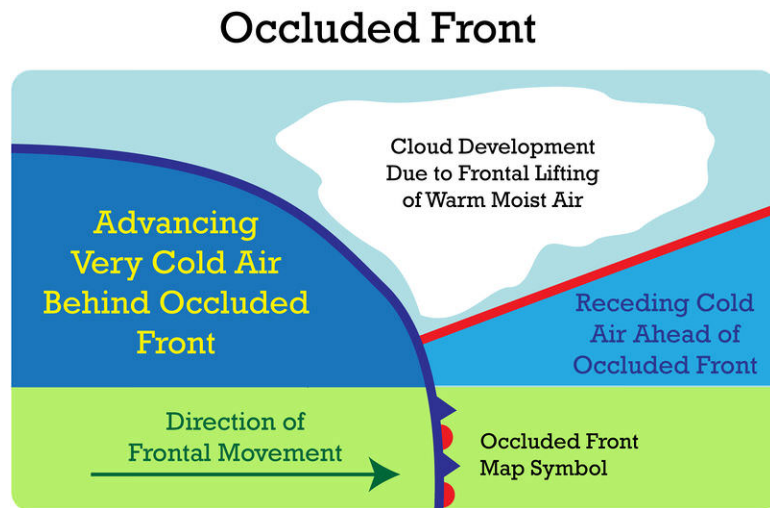 Occluded Front
Cloud Development
Due to Frontal Lifting
of Warm Moist Air
Advancing
Very Cold Air
Behind Occluded
Front
Receding Cold
Air Ahead of
Occluded Front
Direction of
Frontal Movement
Occluded Front
Map Symbol